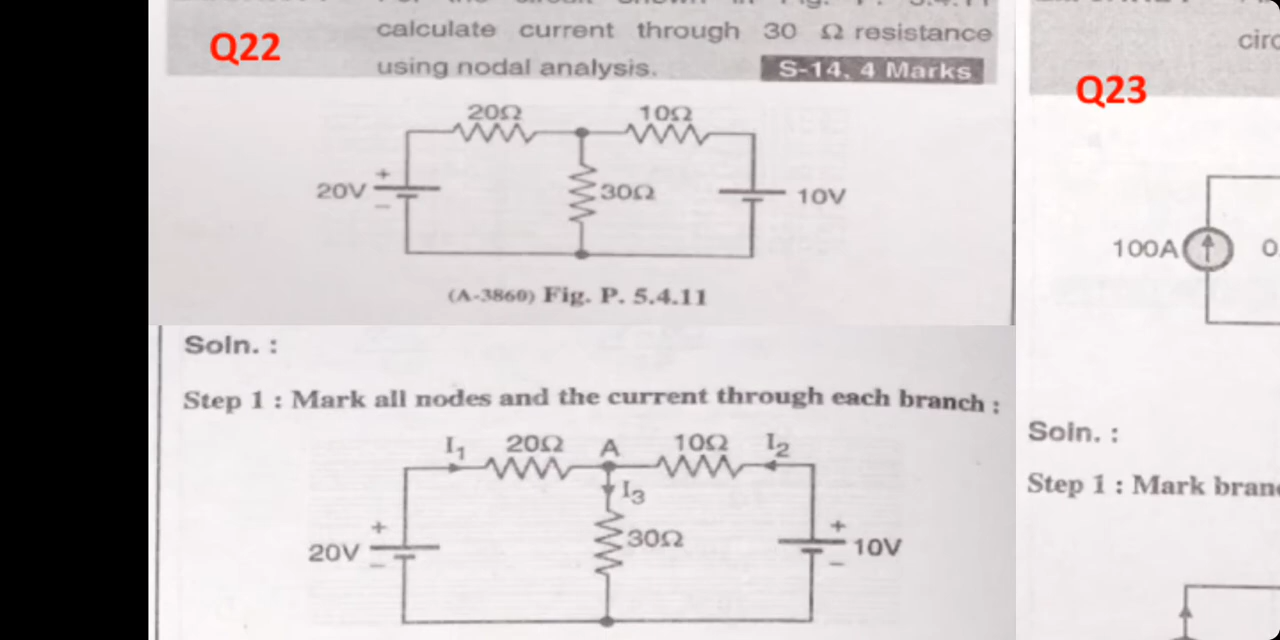 calculate current through 30 Ω resistance
Q22
using nodal analysis.
S-14, 4 Marks
20Ω
10Ω
+
20V
30Ω
10V
−
(A-3860) Fig. P. 5.4.11
Soln. :
Step 1 : Mark all nodes and the current through each branch :
I1
20Ω
A
10Ω
I2
I3
+
30Ω
+
20V
10V
−
−
Q23
100A
Soln. :
Step 1 : Mark